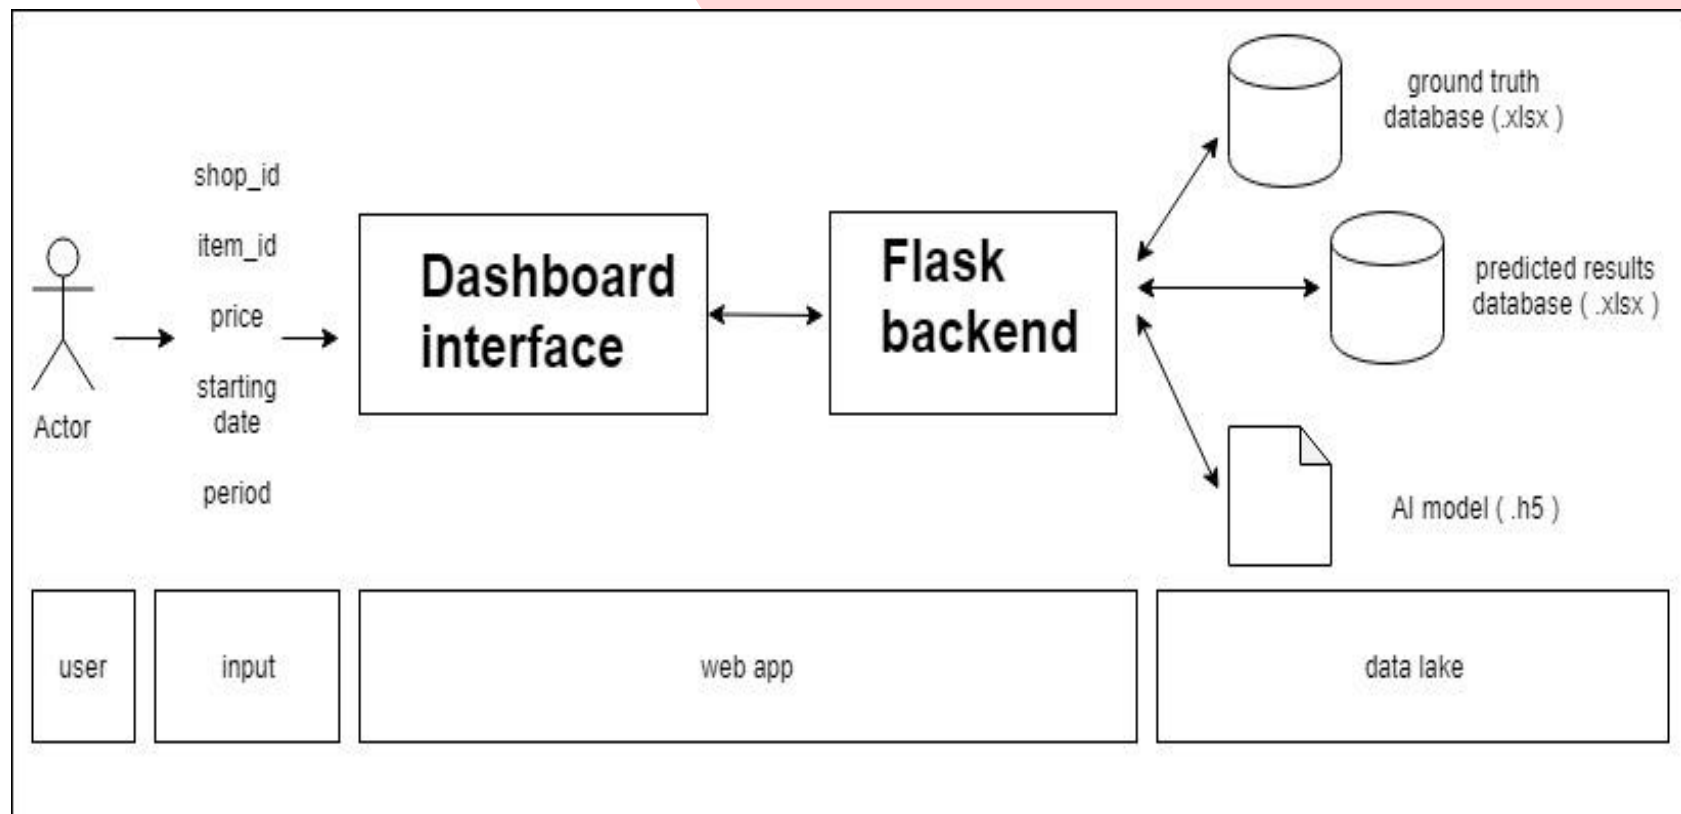 shop_id
item_id
price
starting
date
period
Actor
Dashboard
interface
Flask
backend
ground truth
database (.xlsx )
predicted results
database ( .xlsx )
AI model ( .h5 )
user
input
web app
data lake